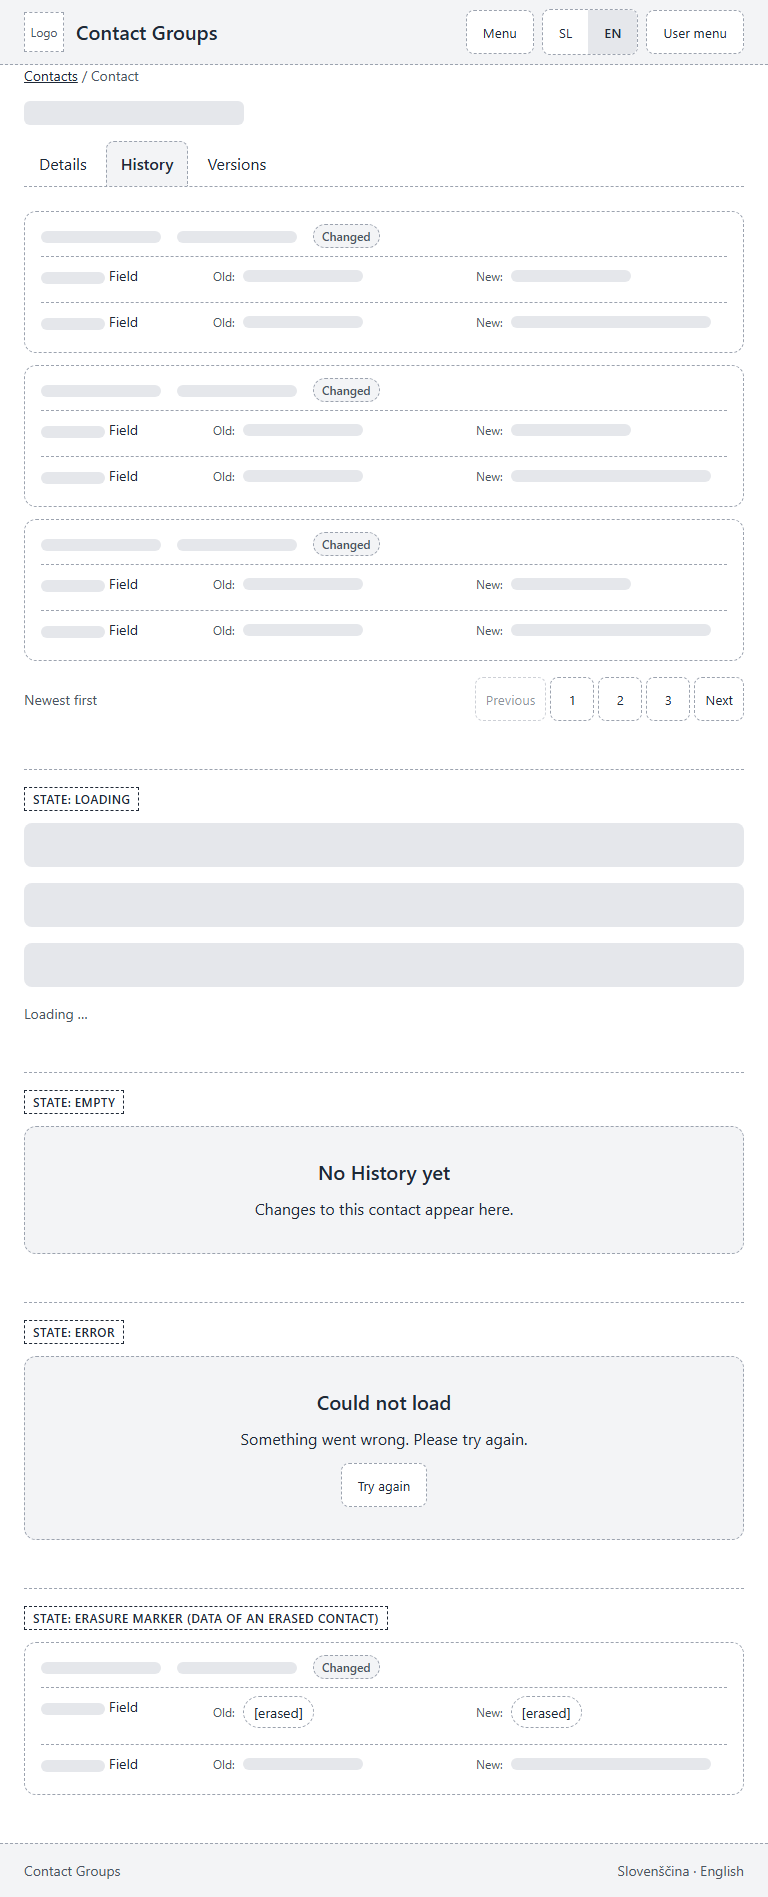 Logo Contact Groups Menu SL EN User menu
Contacts / Contact
Details History Versions
Changed
Field Old: New:
Field Old: New:
Changed
Field Old: New:
Field Old: New:
Changed
Field Old: New:
Field Old: New:
Newest first Previous 1 2 3 Next
STATE: LOADING
Loading ...
STATE: EMPTY
No History yet
Changes to this contact appear here.
STATE: ERROR
Could not load
Something went wrong. Please try again.
Try again
STATE: ERASURE MARKER (DATA OF AN ERASED CONTACT)
Changed
Field Old: [erased] New: [erased]
Field Old: New:
Contact Groups Slovenščina · English